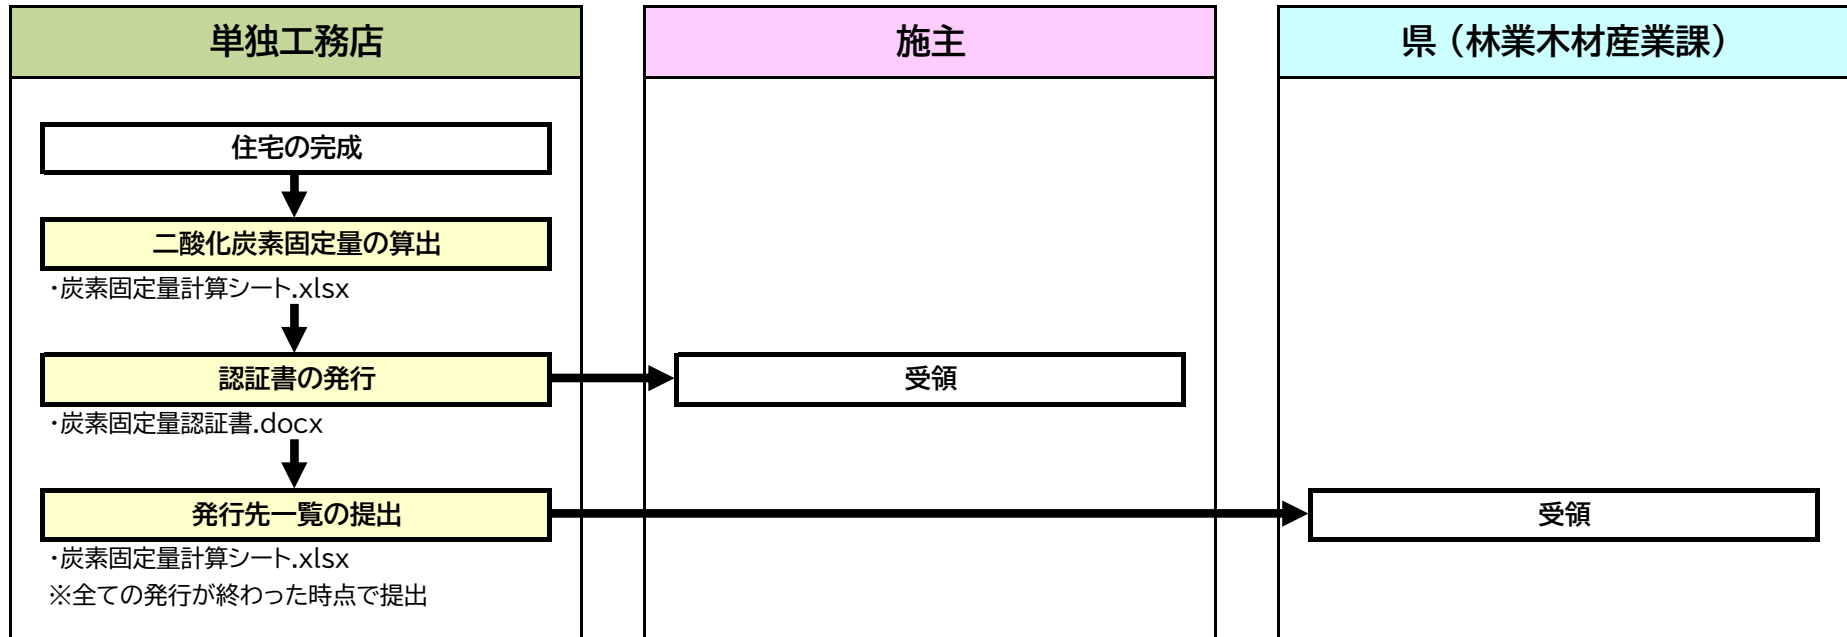 単独工務店
施主
県（林業木材産業課）
住宅の完成
二酸化炭素固定量の算出
・炭素固定量計算シート.xlsx
認証書の発行
受領
・炭素固定量認証書.docx
発行先一覧の提出
受領
・炭素固定量計算シート.xlsx
※全ての発行が終わった時点で提出